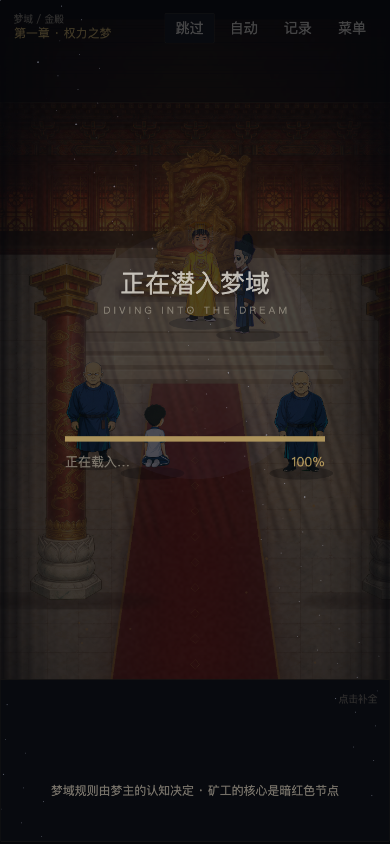 梦域 / 金殿
第一章 · 权力之梦
跳过 自动 记录 菜单
正在潜入梦域
DIVING INTO THE DREAM
正在载入... 100%
· 点击补全
梦域规则由梦主的认知决定 · 矿工的核心是暗红色节点